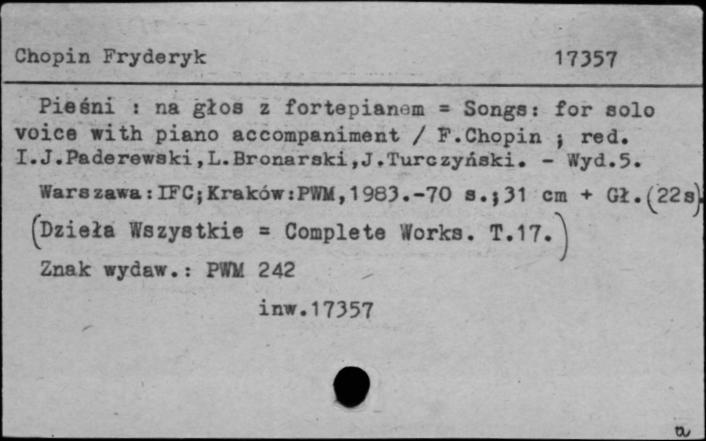 Chopin Fryderyk 17357
Pieśni : na głos z fortepianem = Songs: for solo
voice with piano accompaniment / F.Chopin ; red.
I.J.Paderewski,L.Bronarski,J.Turczyński. - Wyd.5.
Warszawa:IFC;Kraków:PWM,1983.-70 s.;31 cm + Gł.(22s).
(Dzieła Wszystkie = Complete Works. T.17.)
Znak wydaw.: PWM 242
inw.17357
a